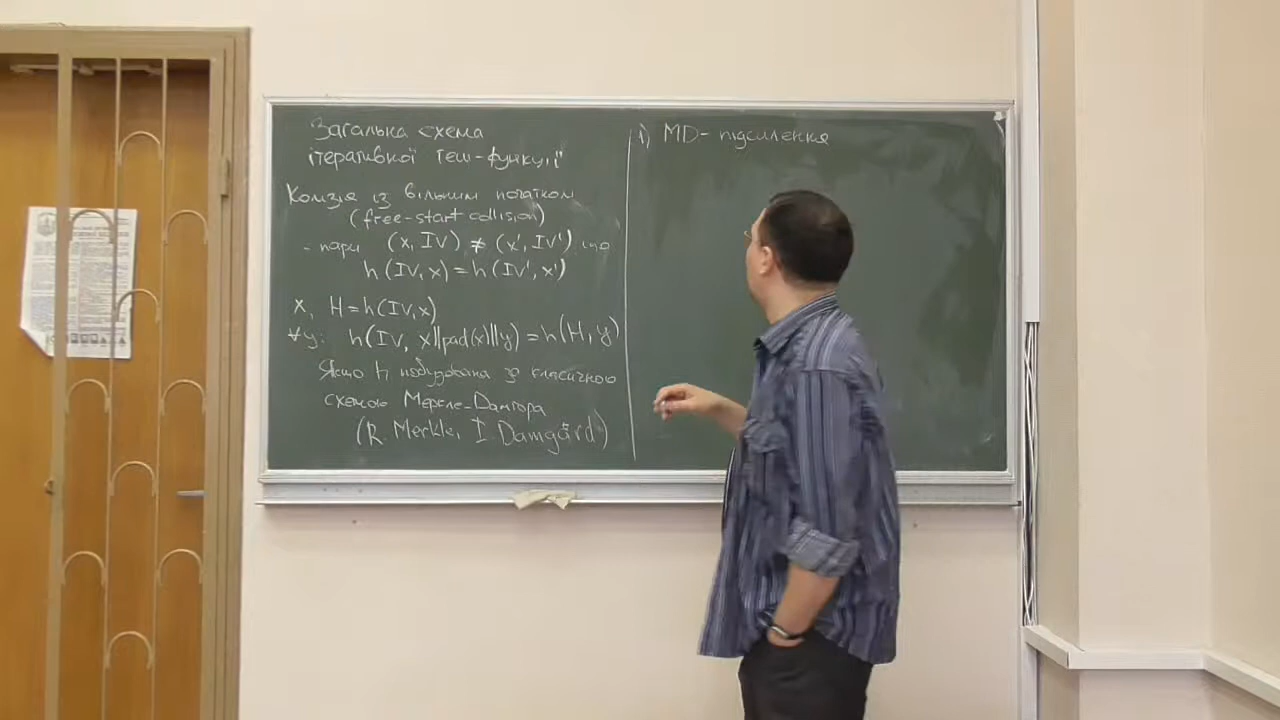 Загальна схема
ітеративної геш-функції
Колізія із вільним початком
(free-start collision)
- пари (x, IV) ≠ (x', IV') що
h(IV, x) = h(IV', x')
x, H = h(IV, x)
∀y: h(IV, x||pad(x)||y) = h(H, y)
Якщо h побудована за класичною
схемою Меркле-Дамгора
(R. Merkle, I. Damgård)
1) MD-підсилення